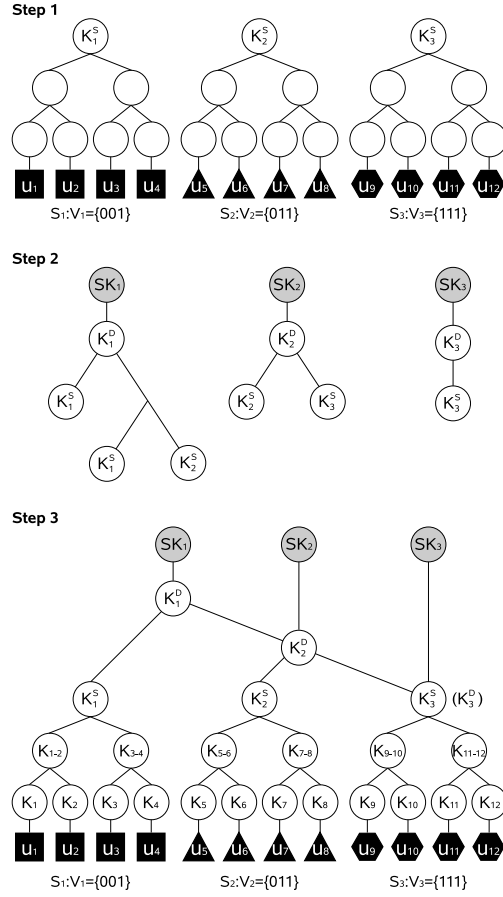 Step 1
K₁ˢ K₂ˢ K₃ˢ
u₁ u₂ u₃ u₄ u₅ u₆ u₇ u₈ u₉ u₁₀ u₁₁ u₁₂
S₁:V₁={001} S₂:V₂={011} S₃:V₃={111}
Step 2
SK₁ SK₂ SK₃
K₁ᴰ K₂ᴰ K₃ᴰ
K₁ˢ K₂ˢ K₃ˢ K₃ˢ
K₁ˢ K₂ˢ
Step 3
SK₁ SK₂ SK₃
K₁ᴰ
K₂ᴰ
K₁ˢ K₂ˢ K₃ˢ (K₃ᴰ)
K₁₋₂ K₃₋₄ K₅₋₆ K₇₋₈ K₉₋₁₀ K₁₁₋₁₂
K₁ K₂ K₃ K₄ K₅ K₆ K₇ K₈ K₉ K₁₀ K₁₁ K₁₂
u₁ u₂ u₃ u₄ u₅ u₆ u₇ u₈ u₉ u₁₀ u₁₁ u₁₂
S₁:V₁={001} S₂:V₂={011} S₃:V₃={111}